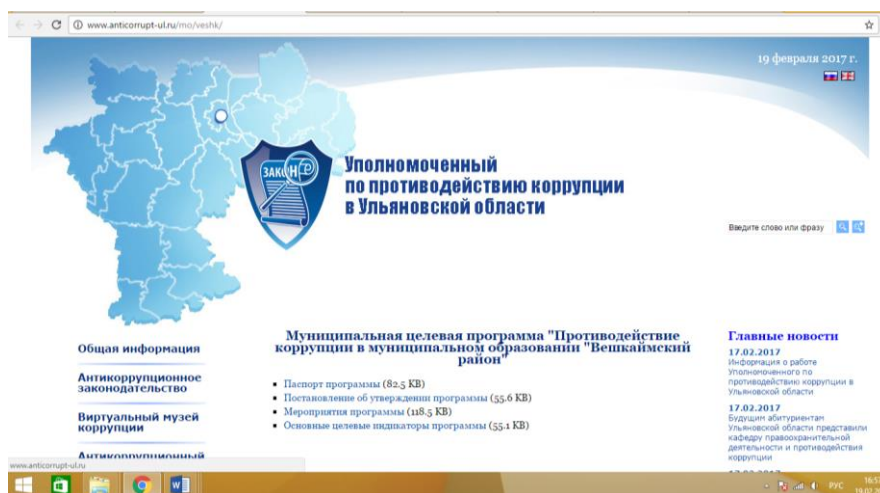 www.anticorrupt-ul.ru/mo/veshk/
19 февраля 2017 г.
ЗАКОН
Уполномоченный
по противодействию коррупции
в Ульяновской области
Введите слово или фразу
Общая информация
Антикоррупционное
законодательство
Виртуальный музей
коррупции
Антикоррупционный
Муниципальная целевая программа "Противодействие
коррупции в муниципальном образовании "Вешкаймский
район"
Паспорт программы (82.5 KB)
Постановление об утверждении программы (55.6 KB)
Мероприятия программы (118.5 KB)
Основные целевые индикаторы программы (55.1 KB)
Главные новости
17.02.2017
Информация о работе
Уполномоченного по
противодействию коррупции в
Ульяновской области
17.02.2017
Будущим абитуриентам
Ульяновской области представили
кафедру правоохранительной
деятельности и противодействия
коррупции
www.anticorrupt-ul.ru
РУС